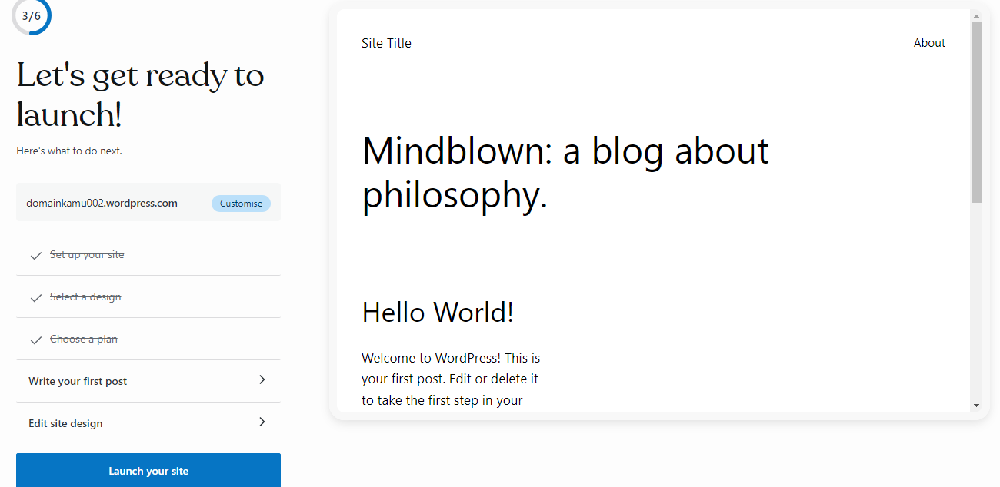 3/6
Let's get ready to
launch!
Here's what to do next.
domainkamu002.wordpress.com
Customise
Set up your site
Select a design
Choose a plan
Write your first post
Edit site design
Launch your site
Site Title
About
Mindblown: a blog about
philosophy.
Hello World!
Welcome to WordPress! This is
your first post. Edit or delete it
to take the first step in your